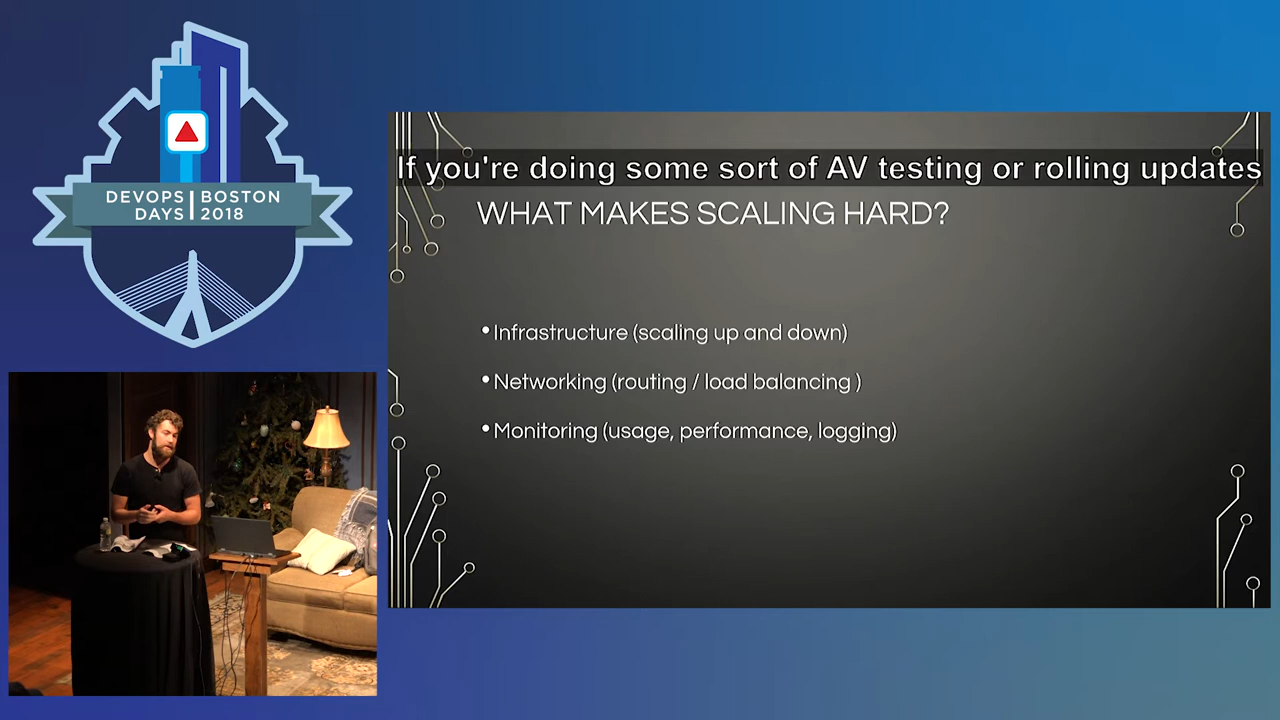 DEVOPS DAYS
BOSTON 2018
If you're doing some sort of AV testing or rolling updates
WHAT MAKES SCALING HARD?
•Infrastructure (scaling up and down)
•Networking (routing / load balancing )
•Monitoring (usage, performance, logging)